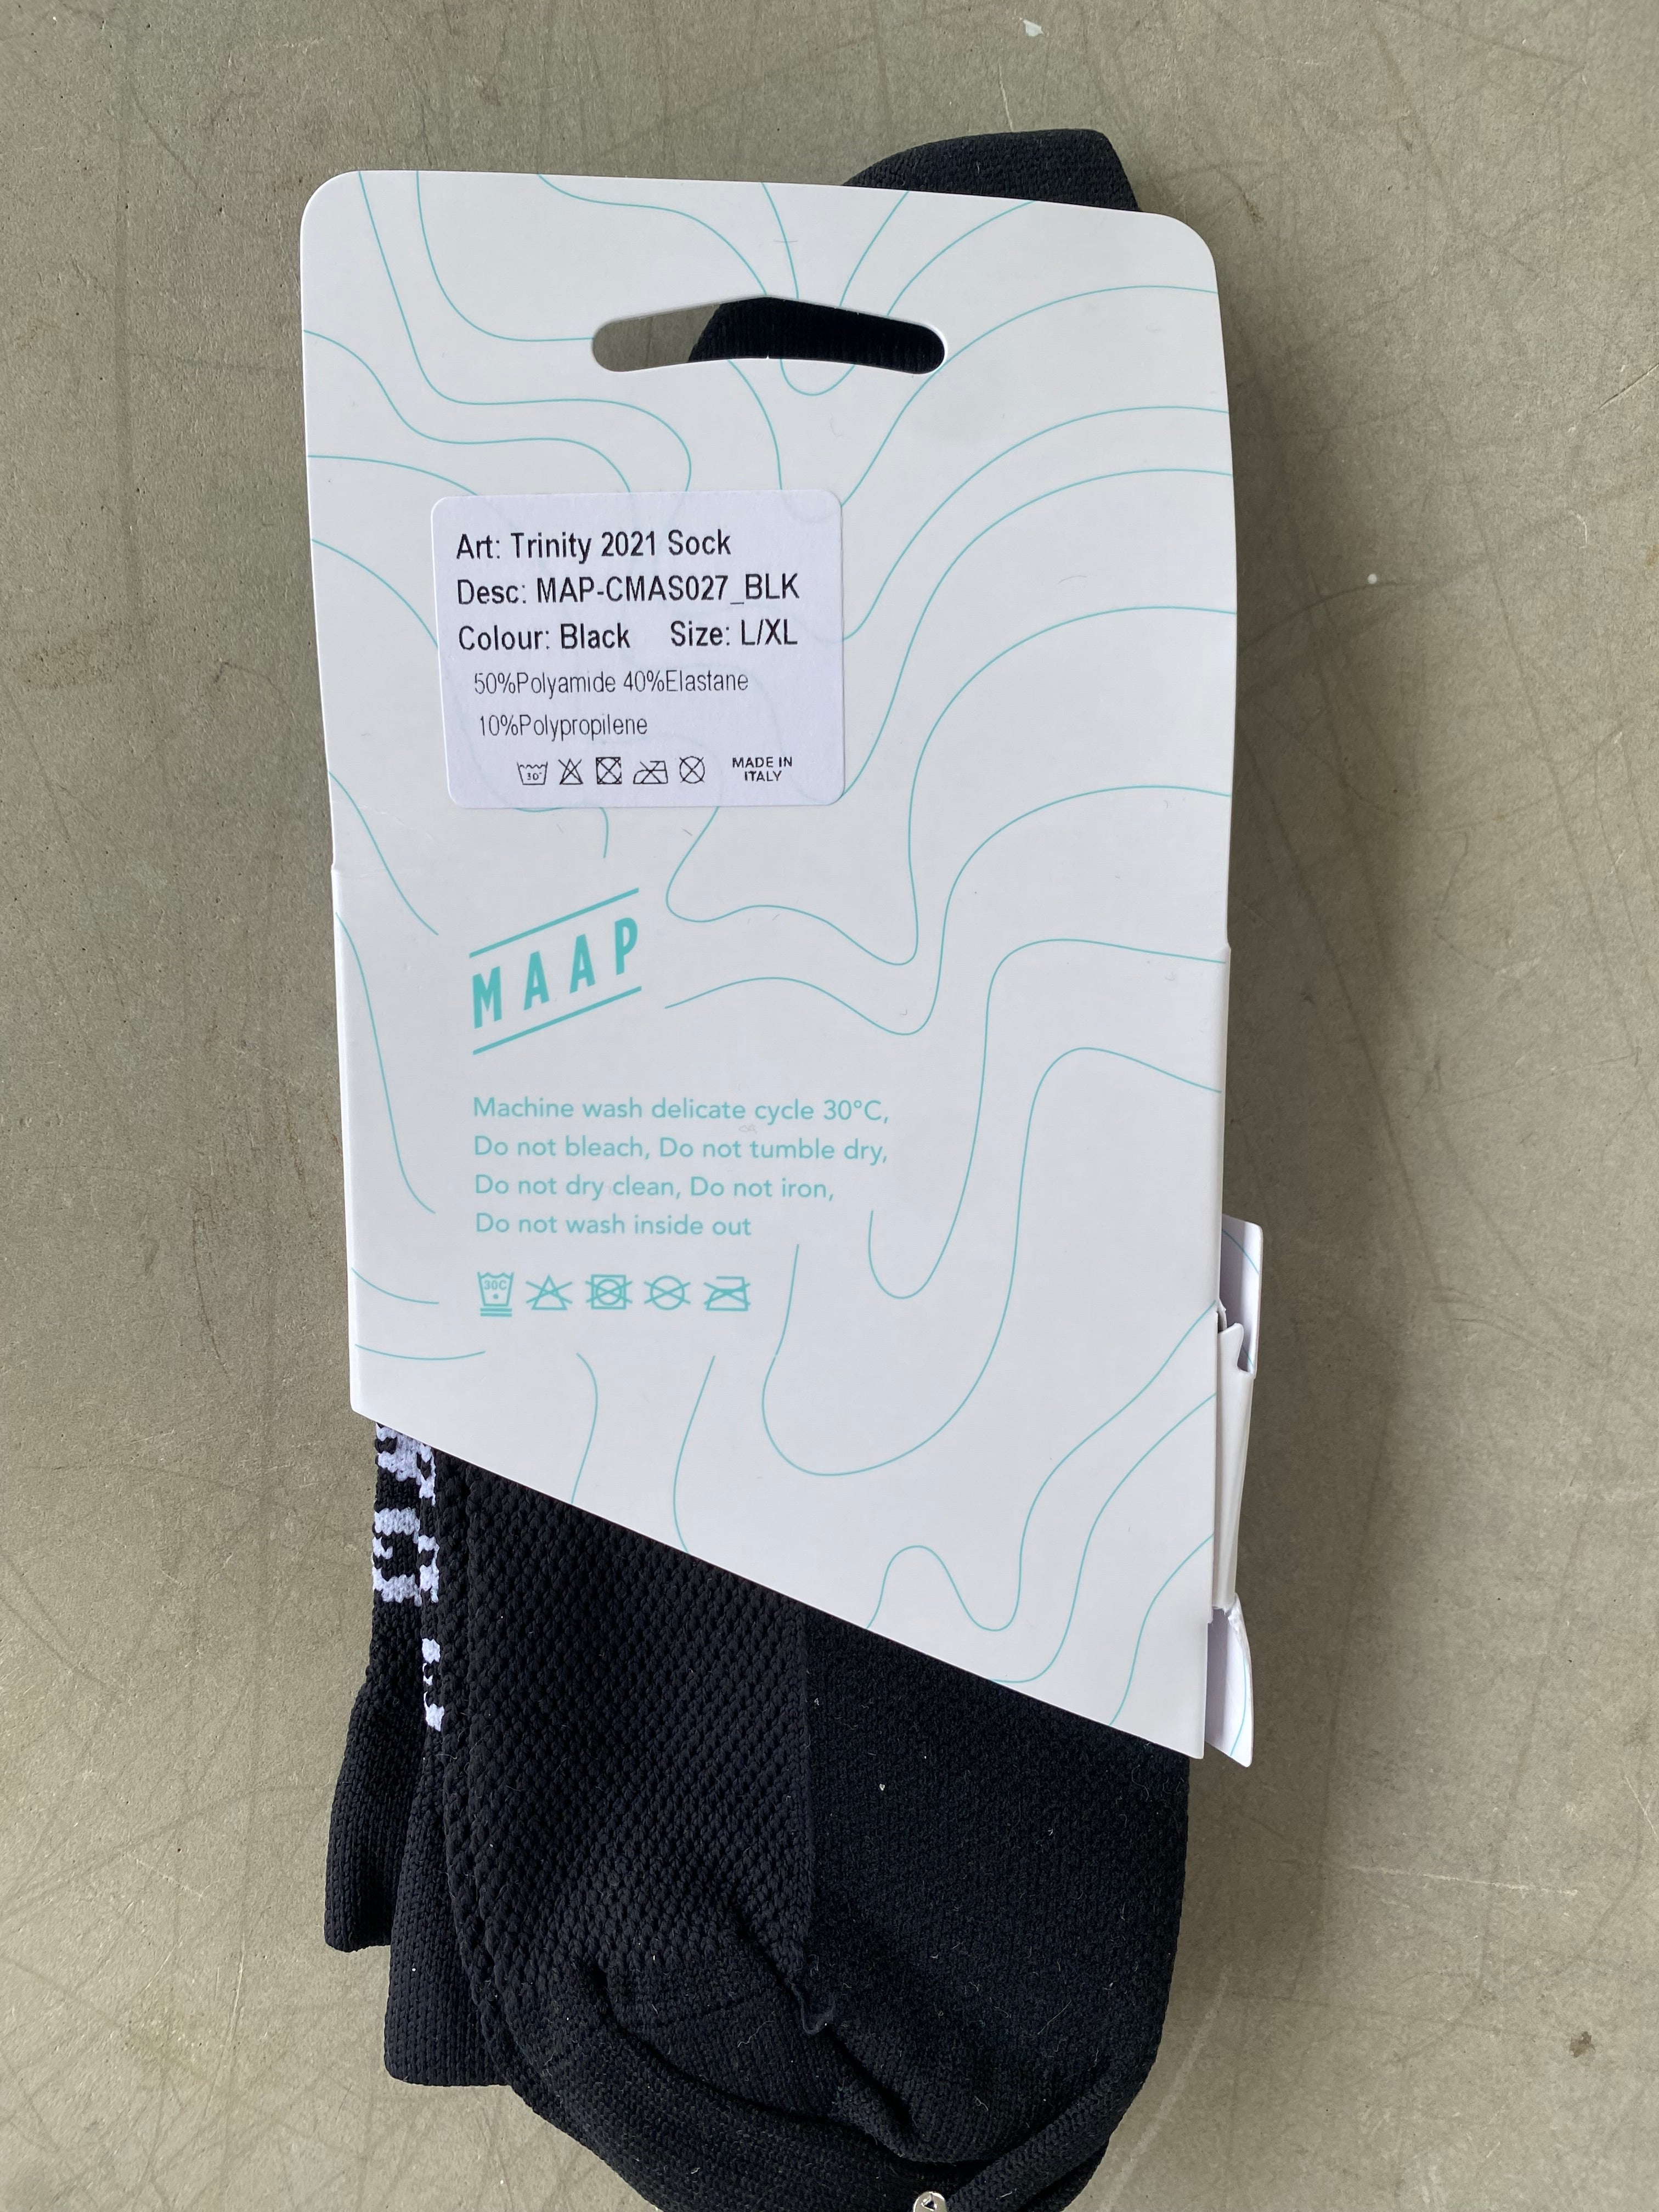 Art: Trinity 2021 Sock
Desc: MAP-CMAS027_BLK
Colour: Black Size: L/XL
50%Polyamide 40%Elastane
10%Polypropilene
30°
MADE IN
ITALY
MAAP
Machine wash delicate cycle 30°C,
Do not bleach, Do not tumble dry,
Do not dry clean, Do not iron,
Do not wash inside out
30C